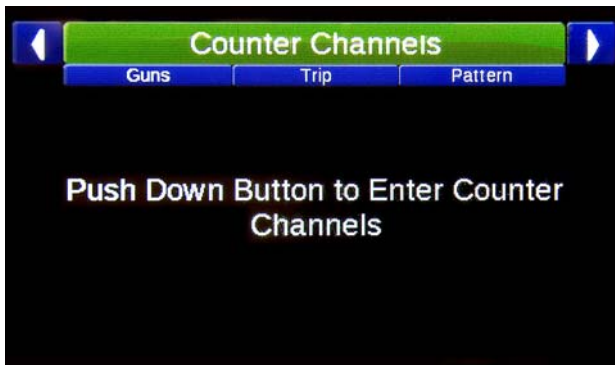 Counter Channels
Guns Trip Pattern
Push Down Button to Enter Counter
Channels